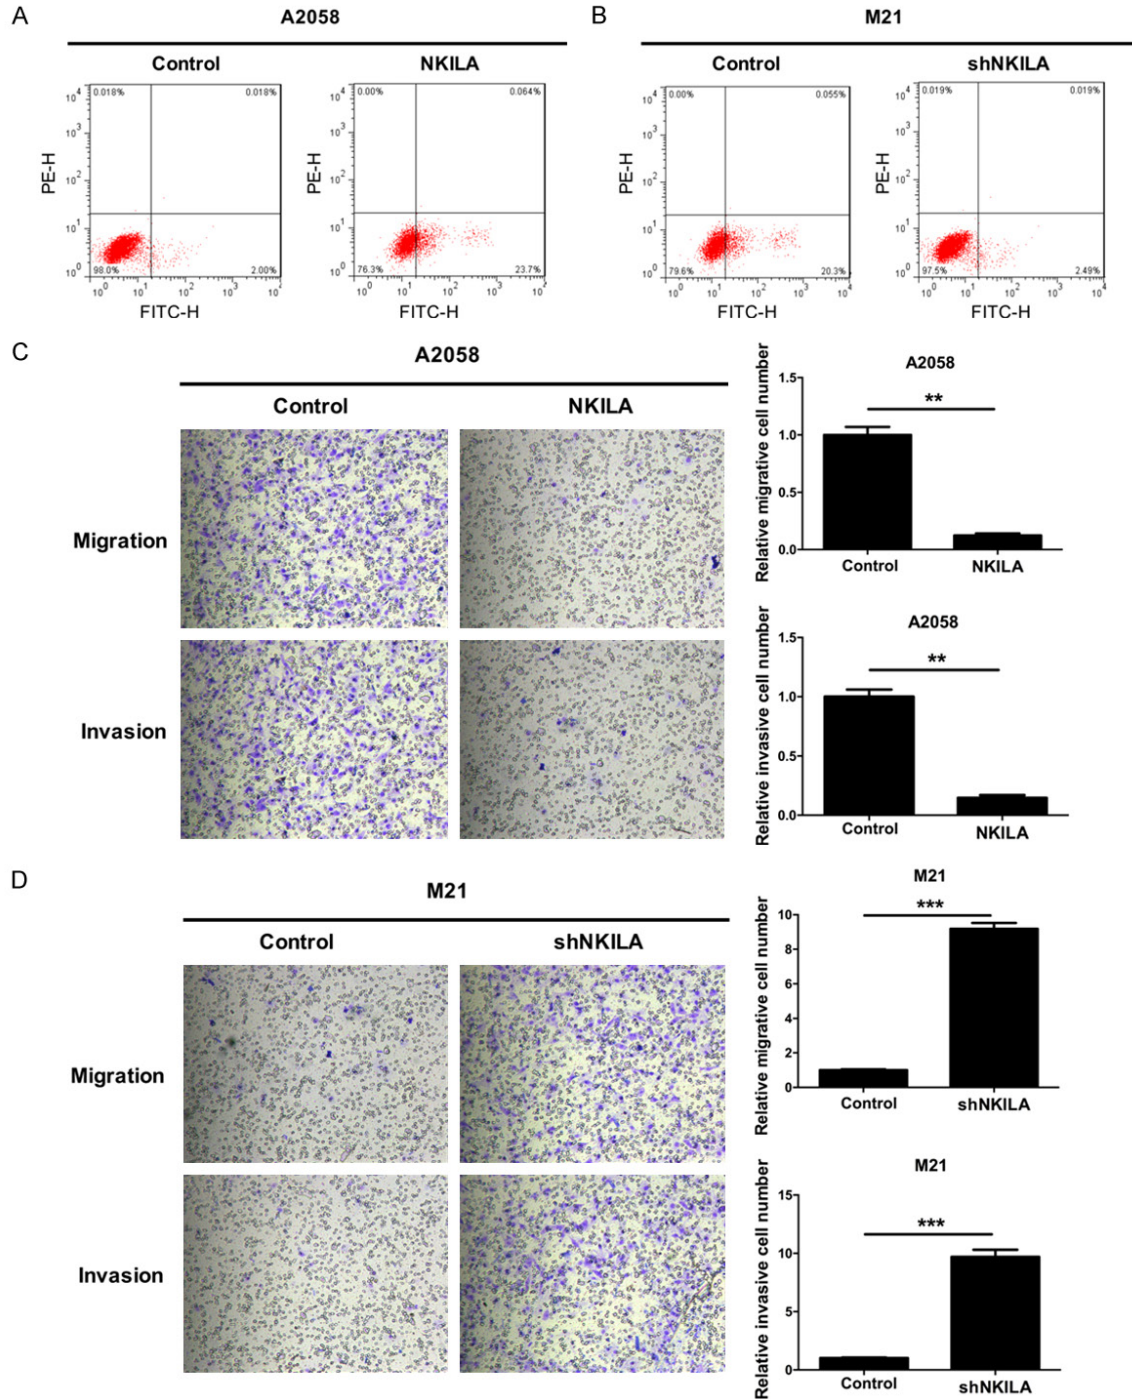 A
A2058
Control
NKILA
0.018%
0.018%
98.0%
2.00%
PE-H
10^4
10^3
10^2
10^1
10^0
10^0 10^1 10^2 10^3 10^4
FITC-H
0.00%
0.064%
76.3%
23.7%
PE-H
10^4
10^3
10^2
10^1
10^0
10^0 10^1 10^2 10^3 10^4
FITC-H
B
M21
Control
shNKILA
0.00%
0.055%
79.6%
20.3%
PE-H
10^4
10^3
10^2
10^1
10^0
10^0 10^1 10^2 10^3 10^4
FITC-H
0.019%
0.019%
97.5%
2.49%
PE-H
10^4
10^3
10^2
10^1
10^0
10^0 10^1 10^2 10^3 10^4
FITC-H
C
A2058
Control
NKILA
Migration
Invasion
A2058
Relative migrative cell number
1.5
1.0
0.5
0.0
**
Control
NKILA
A2058
Relative invasive cell number
1.5
1.0
0.5
0.0
**
Control
NKILA
D
M21
Control
shNKILA
Migration
Invasion
M21
Relative migrative cell number
10
8
6
4
2
0
***
Control
shNKILA
M21
Relative invasive cell number
15
10
5
0
***
Control
shNKILA